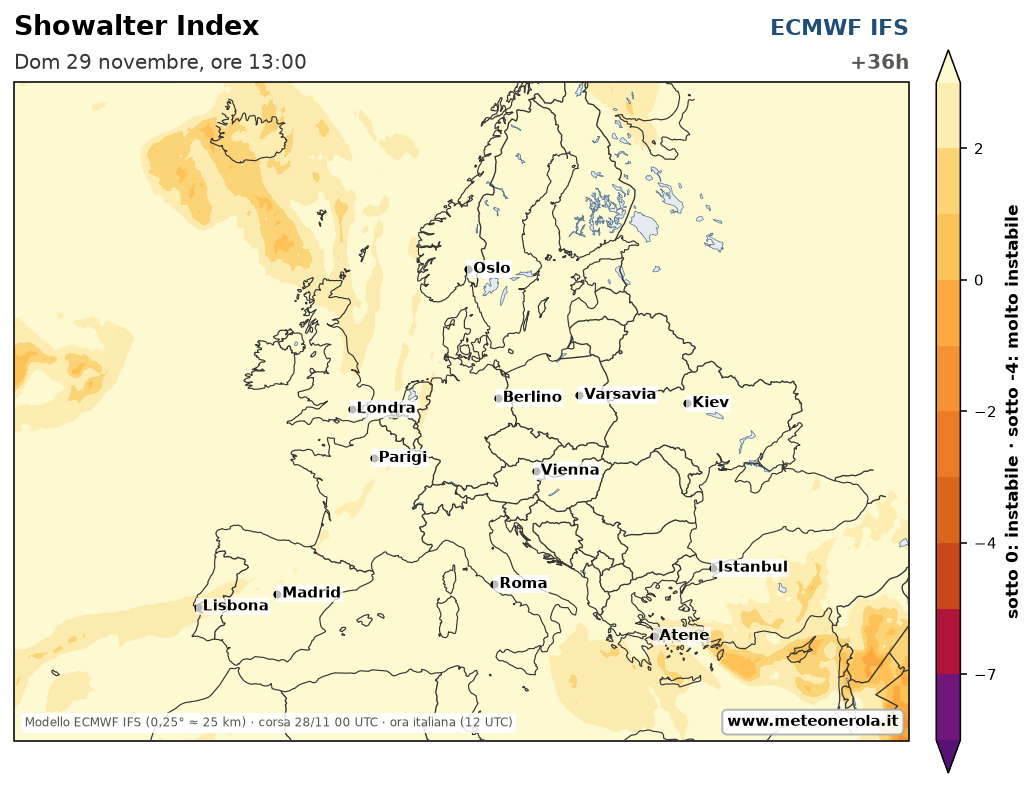 Showalter Index
ECMWF IFS
Dom 29 novembre, ore 13:00
+36h
2
0
−2
−4
−7
sotto 0: instabile · sotto -4: molto instabile
Oslo
Londra
Berlino
Varsavia
Kiev
Parigi
Vienna
Istanbul
Roma
Madrid
Lisbona
Atene
Modello ECMWF IFS (0,25° ≈ 25 km) · corsa 28/11 00 UTC · ora italiana (12 UTC)
www.meteonerola.it